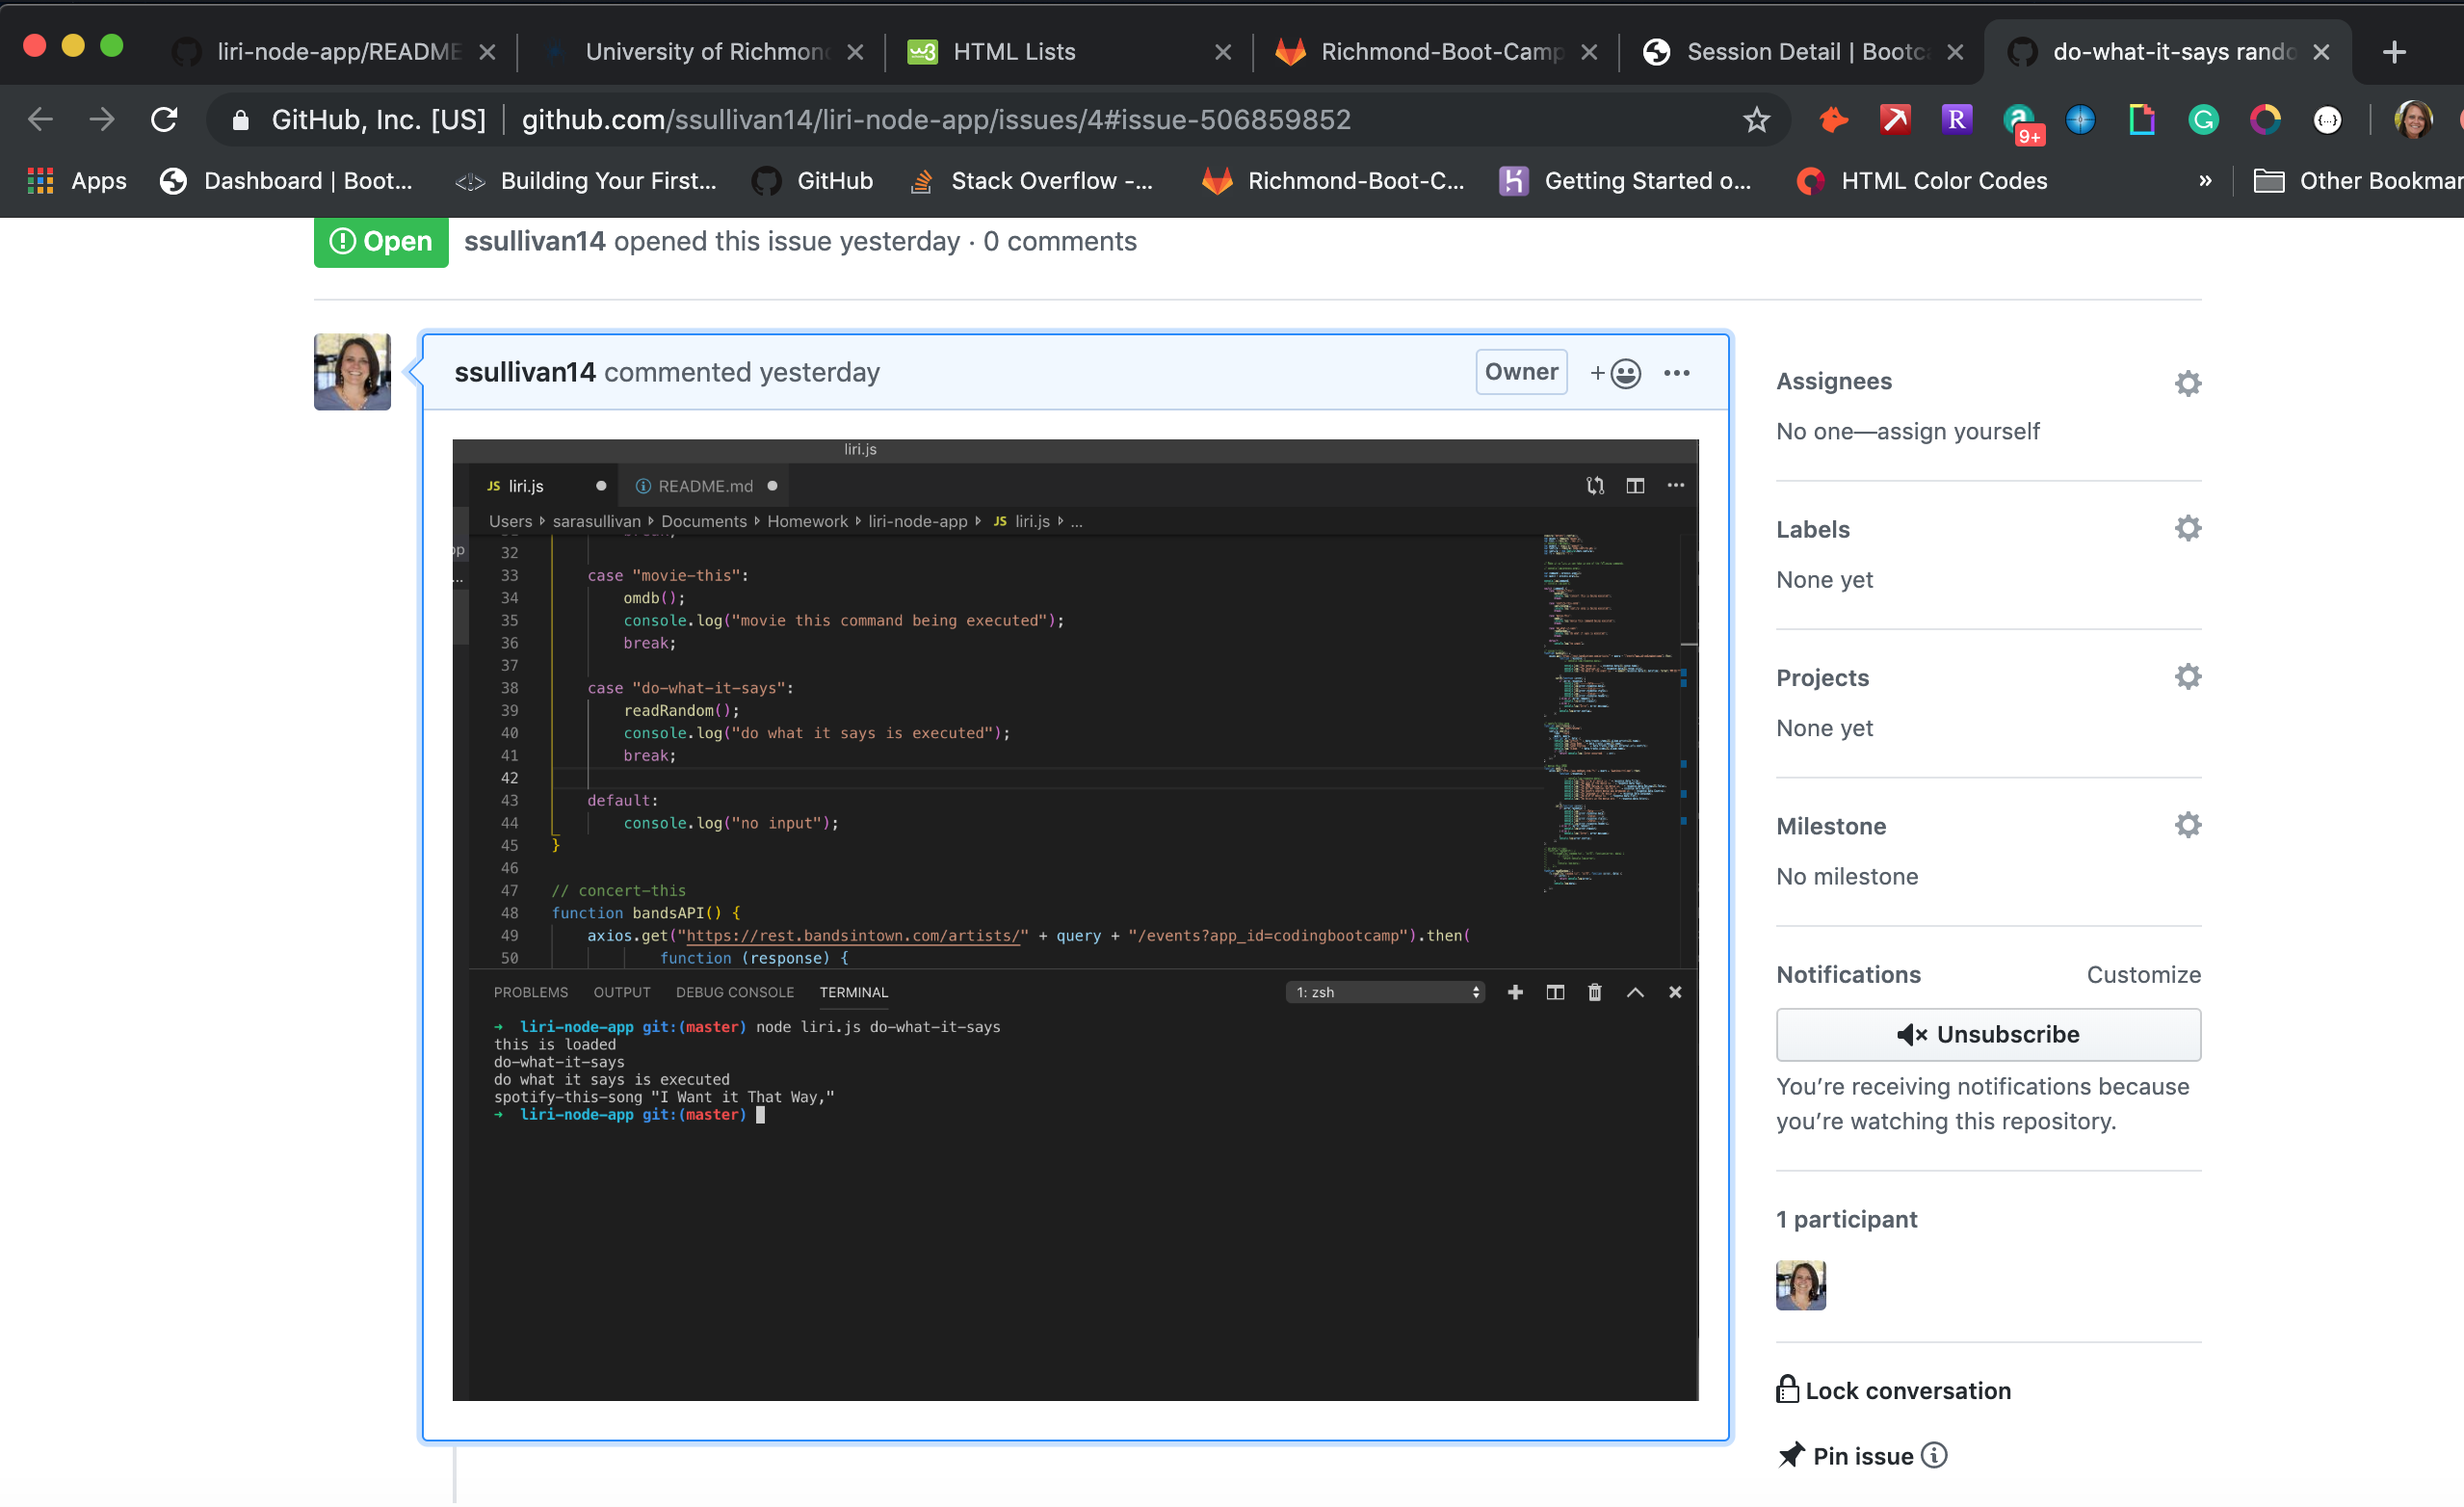 liri-node-app/README
University of Richmon
HTML Lists
Richmond-Boot-Camp
Session Detail | Bootc
do-what-it-says rando
GitHub, Inc. [US]
github.com/ssullivan14/liri-node-app/issues/4#issue-506859852
9+
Apps
Dashboard | Boot...
Building Your First...
GitHub
Stack Overflow -...
Richmond-Boot-C...
Getting Started o...
HTML Color Codes
»
Other Bookmar
Open
ssullivan14 opened this issue yesterday · 0 comments
ssullivan14 commented yesterday
Owner
liri.js
JS liri.js
README.md
Users › sarasullivan › Documents › Homework › liri-node-app › JS liri.js › ...
32
33 case "movie-this":
34 omdb();
35 console.log("movie this command being executed");
36 break;
37
38 case "do-what-it-says":
39 readRandom();
40 console.log("do what it says is executed");
41 break;
42
43 default:
44 console.log("no input");
45 }
46
47 // concert-this
48 function bandsAPI() {
49 axios.get("https://rest.bandsintown.com/artists/" + query + "/events?app_id=codingbootcamp").then(
50 function (response) {
PROBLEMS OUTPUT DEBUG CONSOLE TERMINAL
1: zsh
→ liri-node-app git:(master) node liri.js do-what-it-says
this is loaded
do-what-it-says
do what it says is executed
spotify-this-song "I Want it That Way,"
→ liri-node-app git:(master)
Assignees
No one—assign yourself
Labels
None yet
Projects
None yet
Milestone
No milestone
Notifications
Customize
Unsubscribe
You're receiving notifications because
you're watching this repository.
1 participant
Lock conversation
Pin issue